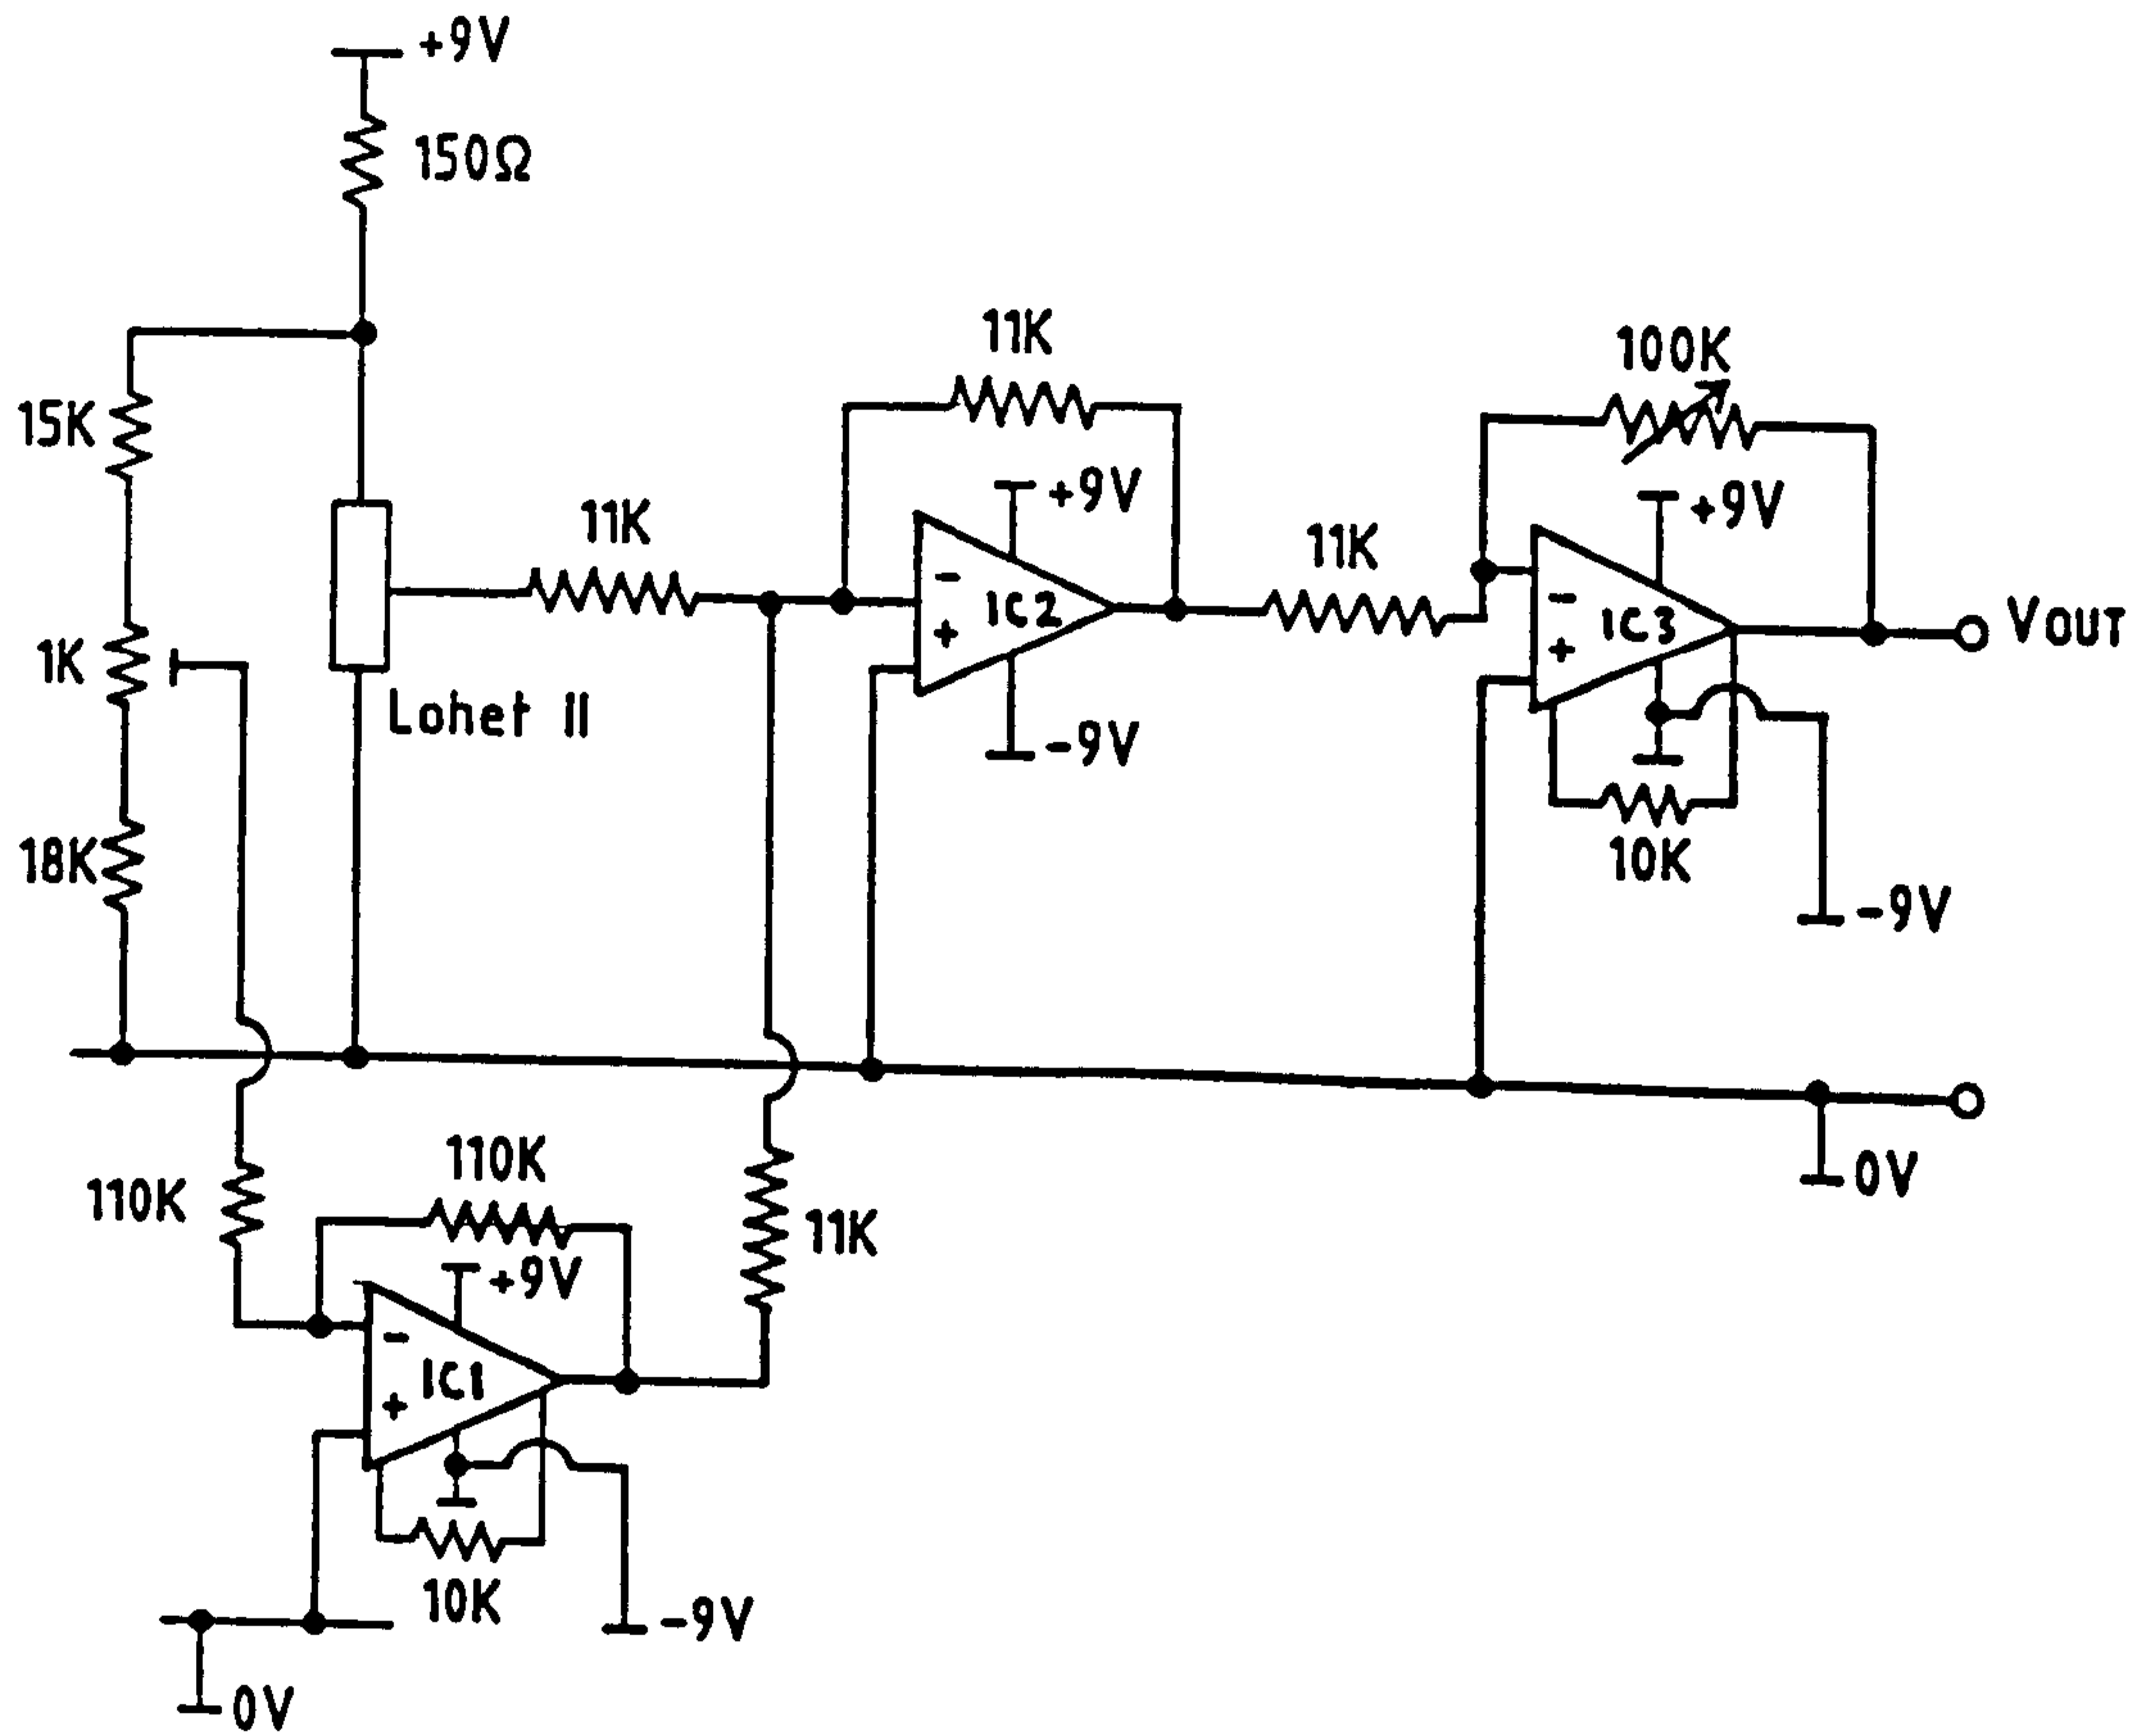 +9V
150Ω
11K
100K
15K
+9V
+9V
11K
11K
-
IC2
+
-
IC3
+
VOUT
1K
Lohet II
-9V
18K
10K
-9V
110K
110K
0V
11K
+9V
-
IC1
+
10K
-9V
0V